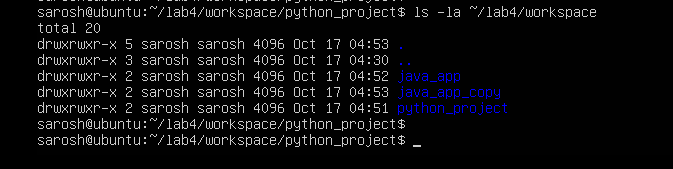 sarosh@ubuntu:~/lab4/workspace/python_project$ ls -la ~/lab4/workspace
total 20
drwxrwxr-x 5 sarosh sarosh 4096 Oct 17 04:53 .
drwxrwxr-x 3 sarosh sarosh 4096 Oct 17 04:30 ..
drwxrwxr-x 2 sarosh sarosh 4096 Oct 17 04:52 java_app
drwxrwxr-x 2 sarosh sarosh 4096 Oct 17 04:53 java_app_copy
drwxrwxr-x 2 sarosh sarosh 4096 Oct 17 04:51 python_project
sarosh@ubuntu:~/lab4/workspace/python_project$
sarosh@ubuntu:~/lab4/workspace/python_project$ _